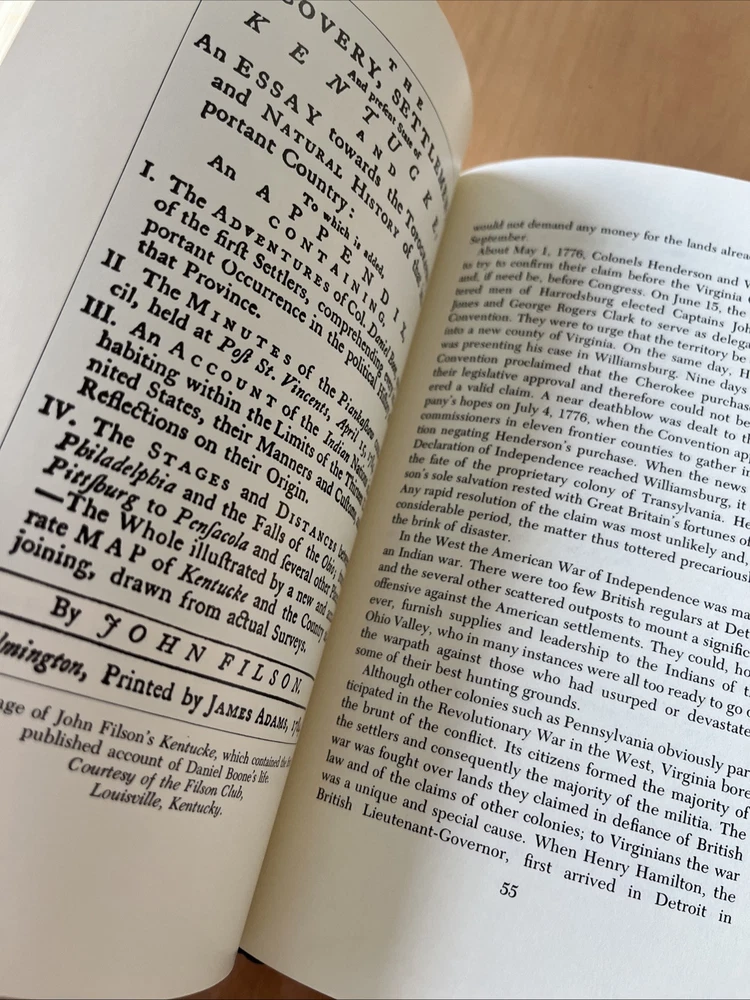 THE
OVERY, SETTLEM
And preſent State of
KENTUCKE
AND
An ESSAY towards the
and NATURAL HISTORY of
portant Country:
To which is added,
An APPENDIX
CONTAINING,
I. The ADVENTURES of Col. Daniel
of the firſt Settlers, comprehending
portant Occurrence in the political
that Province.
II The MINUTES of the Piankaſhaw
cil, held at Poſt St. Vincents, April 15,
III. An ACCOUNT of the Indian
habiting within the Limits of the
nited States, their Manners and Cuſtoms,
Reflections on their Origin.
IV. The STAGES and DISTANCES
Philadelphia and the Falls of the Ohio;
Pittſburg to Penſacola and ſeveral other
—The Whole illuſtrated by a new and
rate MAP of Kentucke and the Country
joining, drawn from actual Surveys.
By JOHN FILSON.
lmington, Printed by JAMES ADAMS,
age of John Filson's Kentucke, which contained the
published account of Daniel Boone's life.
Courtesy of the Filson Club,
Louisville, Kentucky.
would not demand any money for the lands alrea
September.
About May 1, 1776, Colonels Henderson and W
to try to confirm their claim before the Virginia C
and, if need be, before Congress. On June 15, the
tered men of Harrodsburg elected Captains Joh
Jones and George Rogers Clark to serve as delega
Convention. They were to urge that the territory be
into a new county of Virginia. On the same day, H
was presenting his case in Williamsburg. Nine days
Convention proclaimed that the Cherokee purchas
their legislative approval and therefore could not be
ered a valid claim. A near deathblow was dealt to th
pany's hopes on July 4, 1776, when the Convention app
commissioners in eleven frontier counties to gather in
tion negating Henderson's purchase. When the news
Declaration of Independence reached Williamsburg, it
the fate of the proprietary colony of Transylvania. He
son's sole salvation rested with Great Britain's fortunes of
Any rapid resolution of the claim was most unlikely and,
considerable period, the matter thus tottered precarious
the brink of disaster.
In the West the American War of Independence was ma
an Indian war. There were too few British regulars at Det
and the several other scattered outposts to mount a signific
offensive against the American settlements. They could, ho
ever, furnish supplies and leadership to the Indians of t
Ohio Valley, who in many instances were all too ready to go o
the warpath against those who had usurped or devastate
some of their best hunting grounds.
Although other colonies such as Pennsylvania obviously par
ticipated in the Revolutionary War in the West, Virginia bore
the brunt of the conflict. Its citizens formed the majority of
the settlers and consequently the majority of the militia. The
war was fought over lands they claimed in defiance of British
law and of the claims of other colonies; to Virginians the war
was a unique and special cause. When Henry Hamilton, the
British Lieutenant-Governor, first arrived in Detroit in
55